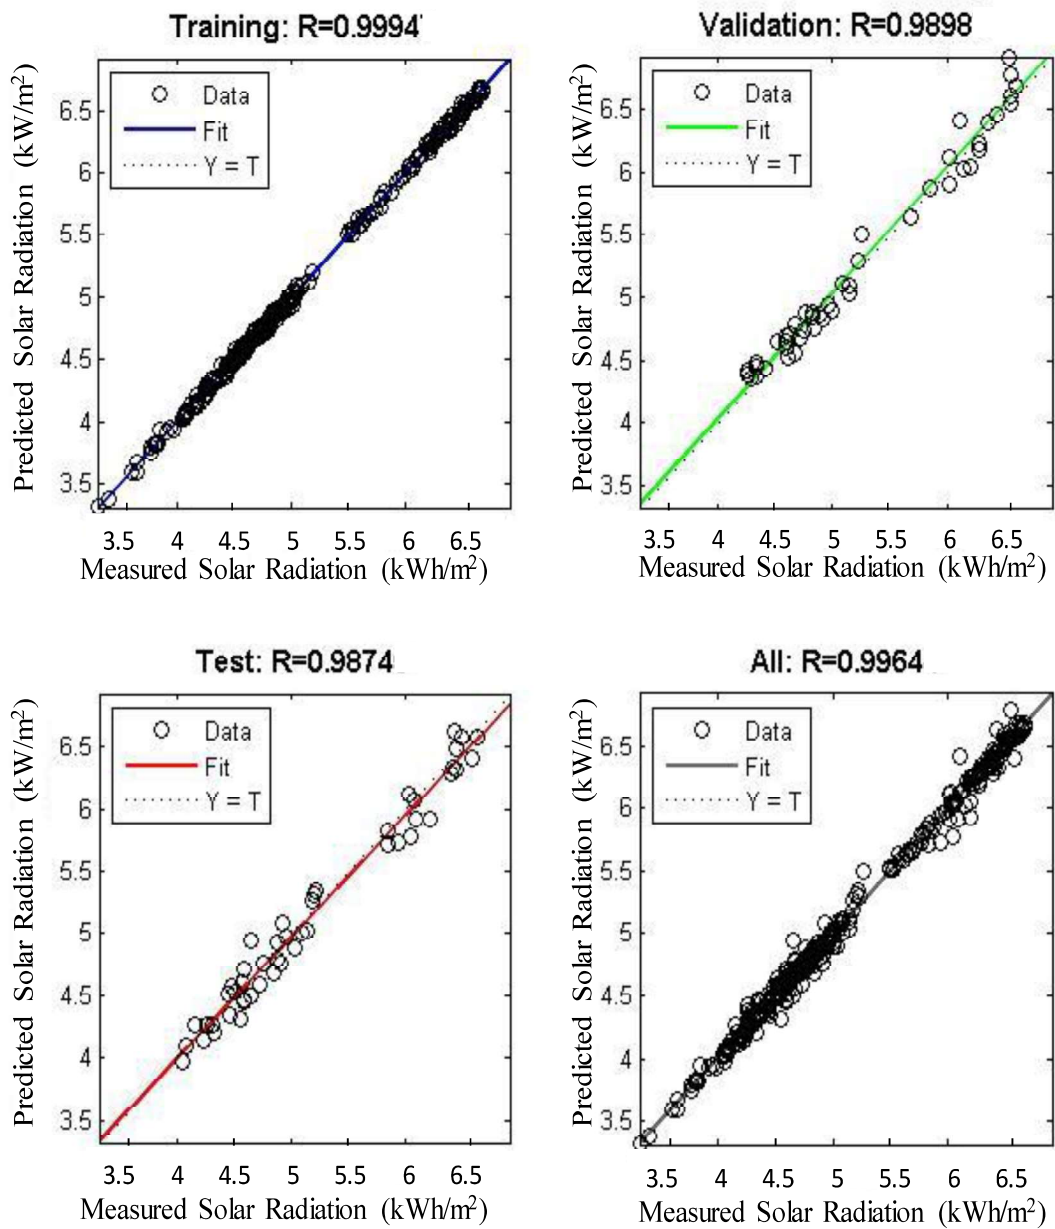 Training: R=0.9994
Predicted Solar Radiation (kW/m²)
Data
Fit
Y = T
6.5
6
5.5
5
4.5
4
3.5
3.5 4 4.5 5 5.5 6 6.5
Measured Solar Radiation (kWh/m²)
Validation: R=0.9898
Predicted Solar Radiation (kW/m²)
Data
Fit
Y = T
6.5
6
5.5
5
4.5
4
3.5
3.5 4 4.5 5 5.5 6 6.5
Measured Solar Radiation (kWh/m²)
Test: R=0.9874
Predicted Solar Radiation (kW/m²)
Data
Fit
Y = T
6.5
6
5.5
5
4.5
4
3.5
3.5 4 4.5 5 5.5 6 6.5
Measured Solar Radiation (kWh/m²)
All: R=0.9964
Predicted Solar Radiation (kW/m²)
Data
Fit
Y = T
6.5
6
5.5
5
4.5
4
3.5
3.5 4 4.5 5 5.5 6 6.5
Measured Solar Radiation (kWh/m²)